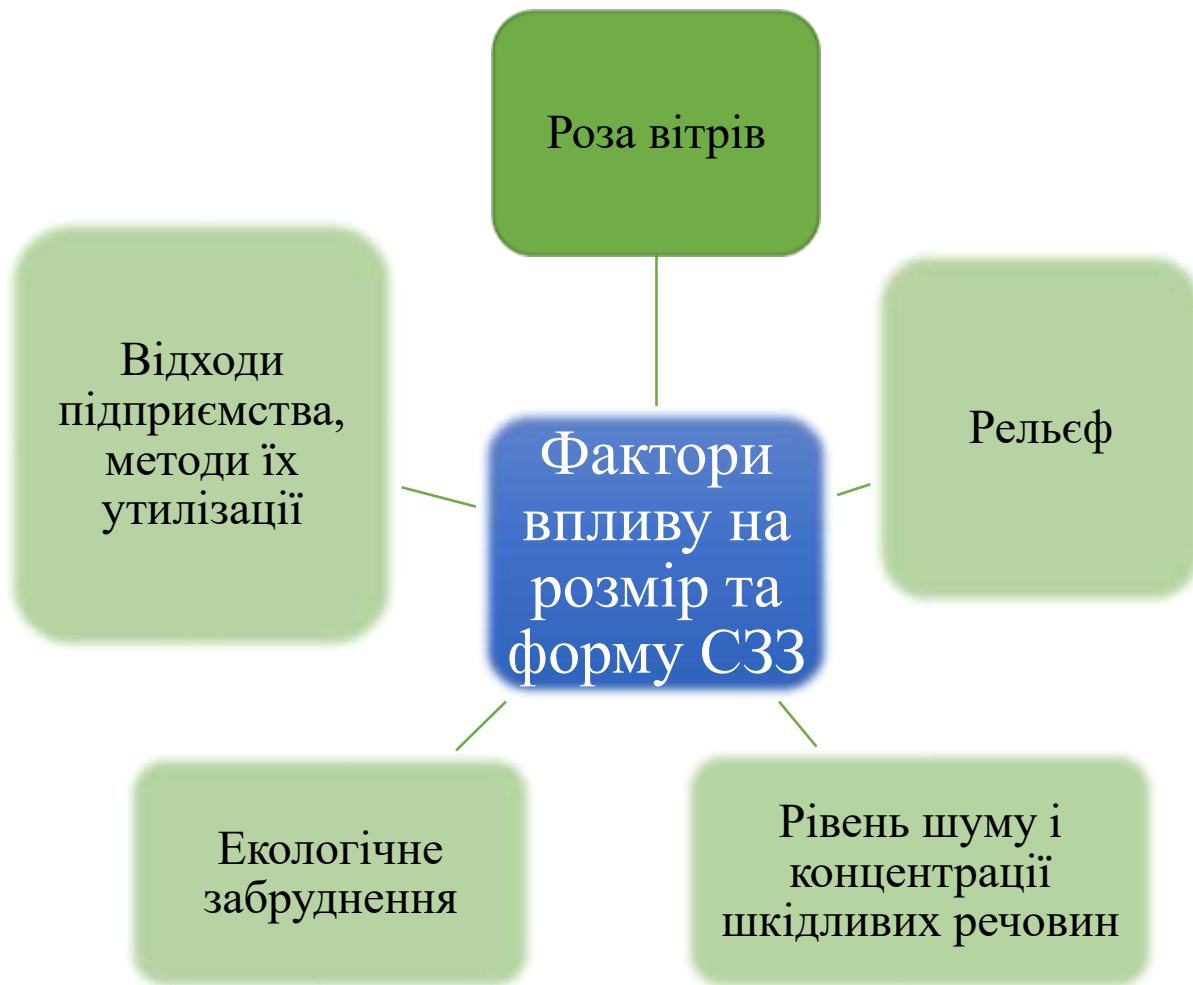 Роза вітрів
Відходи
підприємства,
методи їх
утилізації
Рельєф
Фактори
впливу на
розмір та
форму СЗЗ
Екологічне
забруднення
Рівень шуму і
концентрації
шкідливих речовин